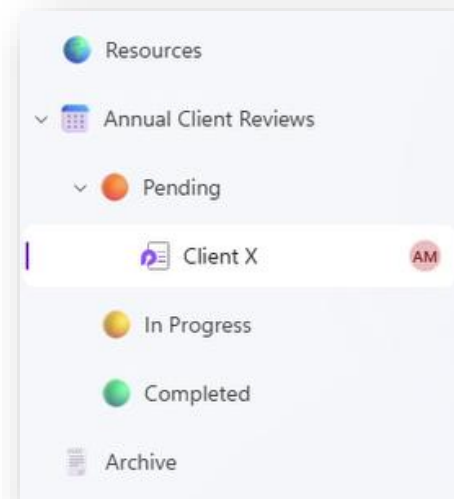 Resources
Annual Client Reviews
Pending
Client X AM
In Progress
Completed
Archive